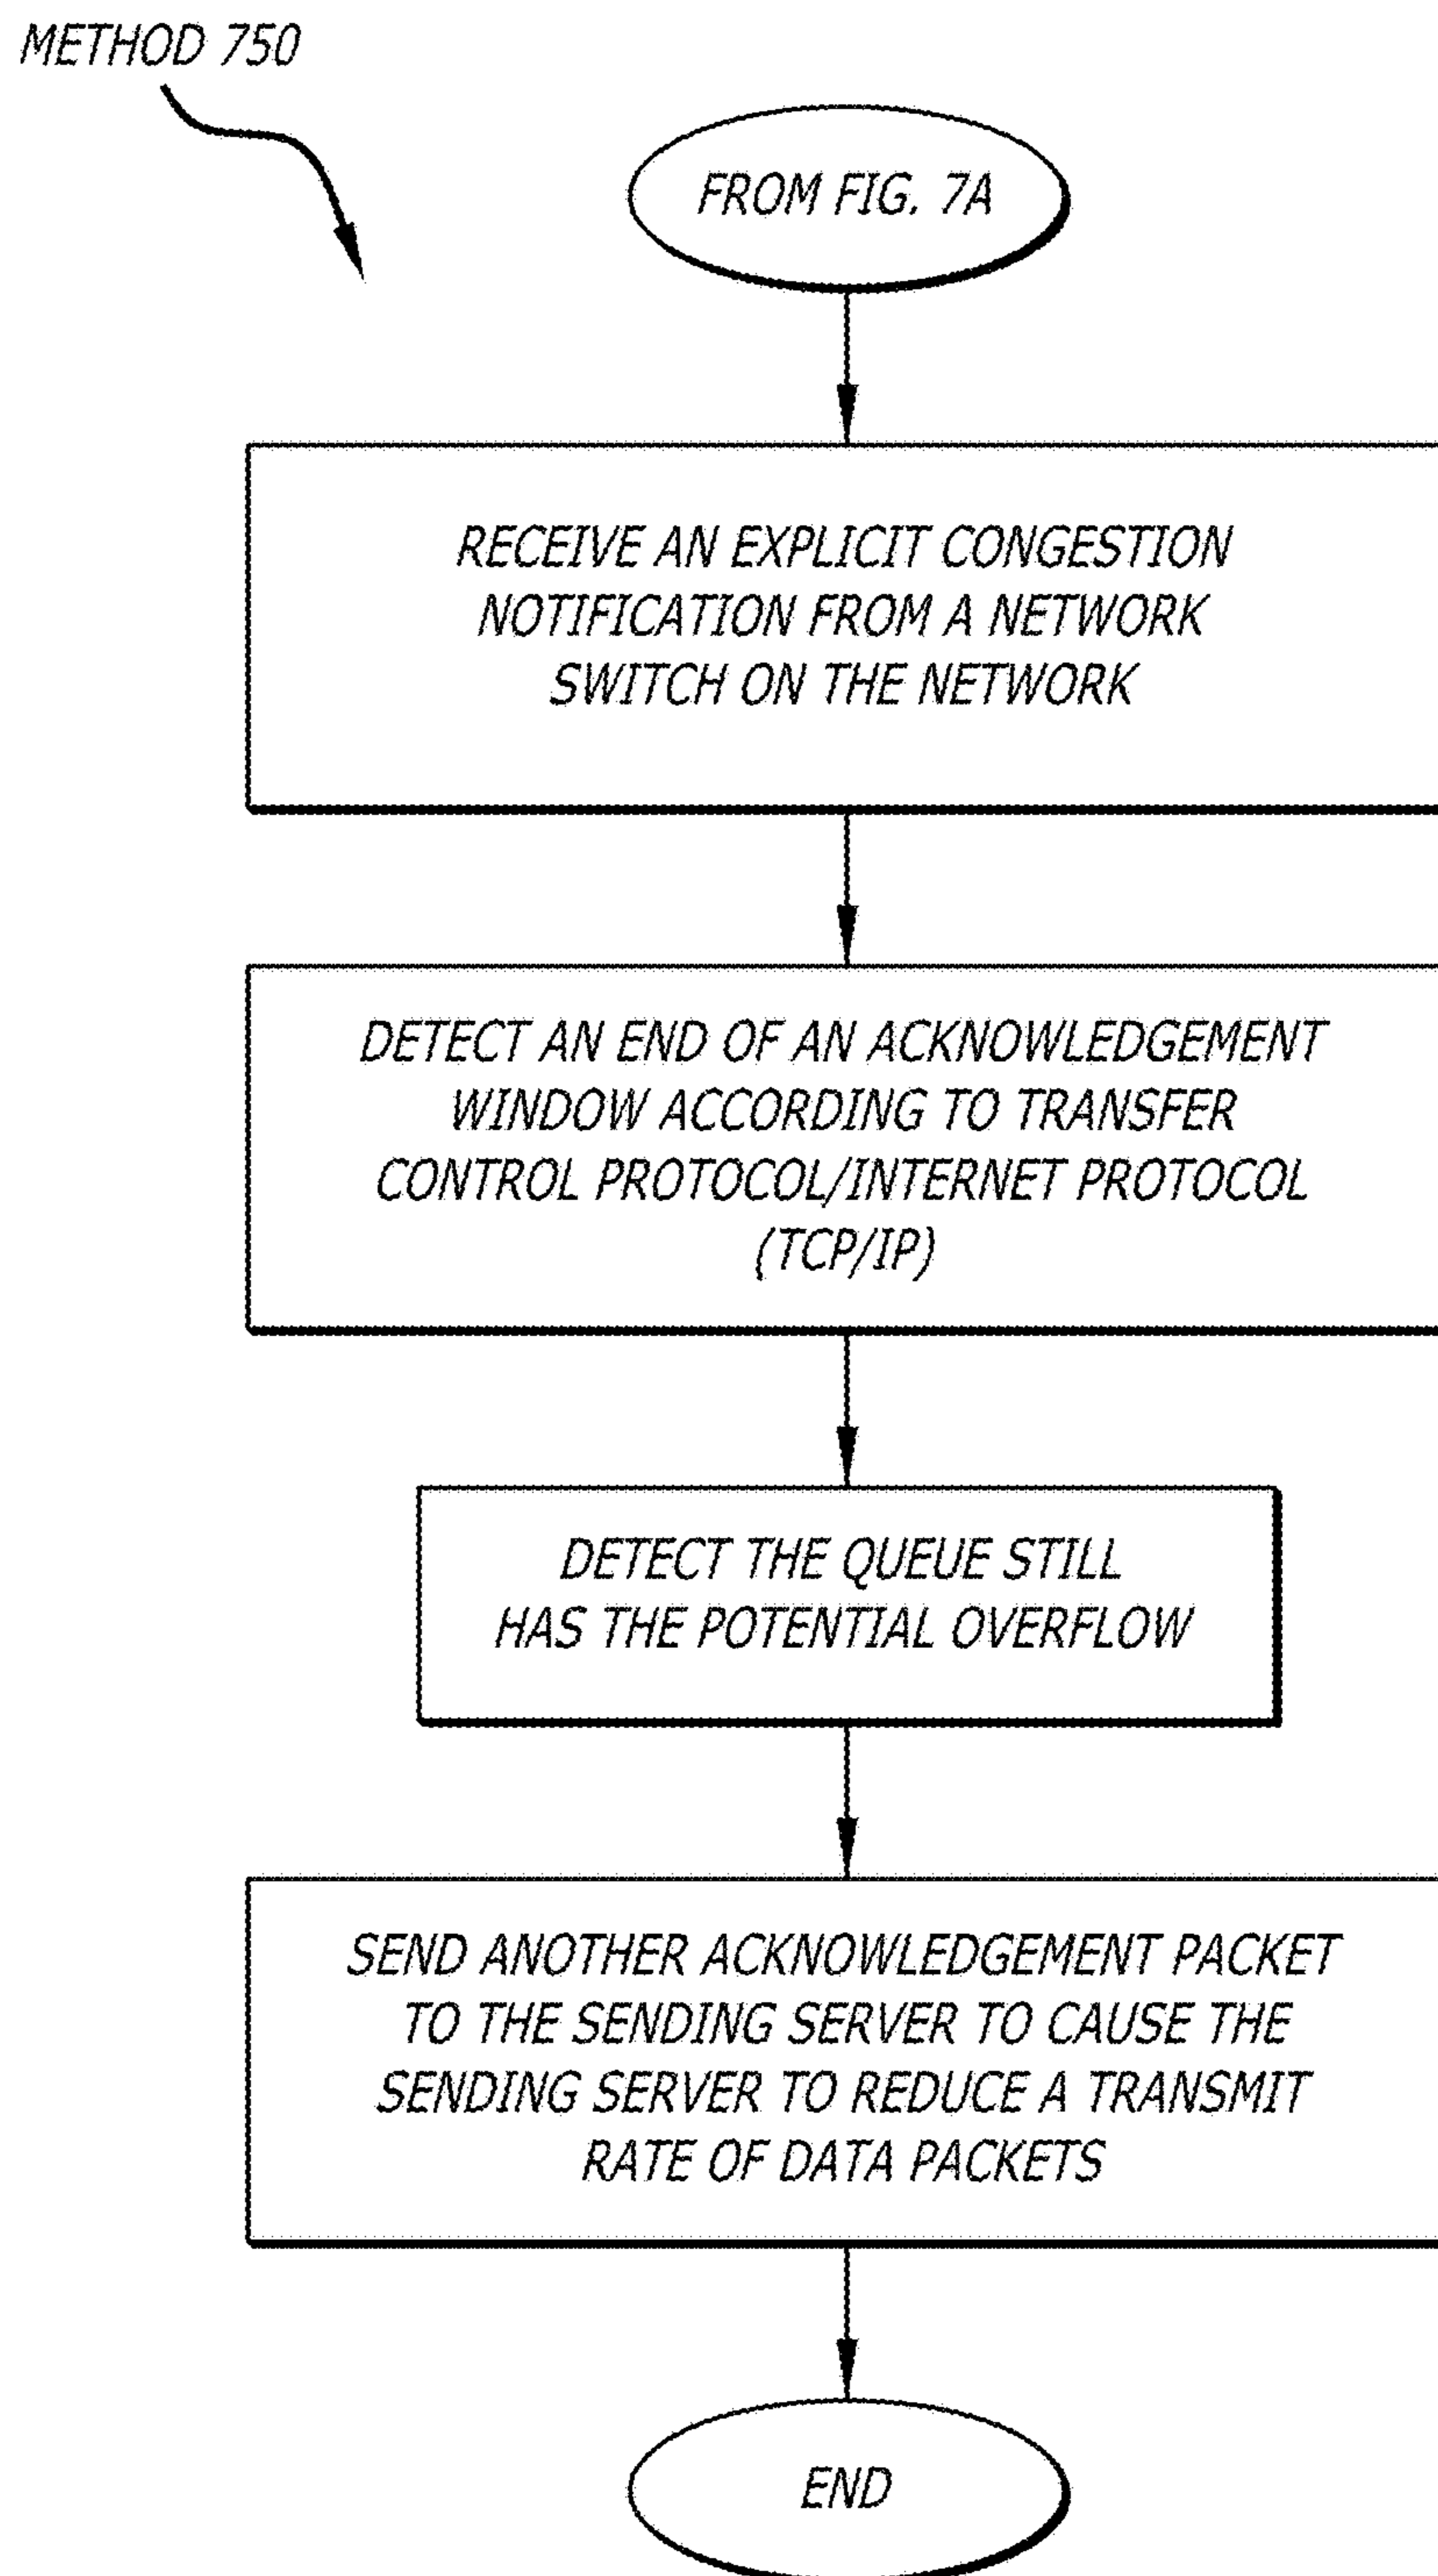 METHOD 750
FROM FIG. 7A
RECEIVE AN EXPLICIT CONGESTION
NOTIFICATION FROM A NETWORK
SWITCH ON THE NETWORK
DETECT AN END OF AN ACKNOWLEDGEMENT
WINDOW ACCORDING TO TRANSFER
CONTROL PROTOCOL/INTERNET PROTOCOL
(TCP/IP)
DETECT THE QUEUE STILL
HAS THE POTENTIAL OVERFLOW
SEND ANOTHER ACKNOWLEDGEMENT PACKET
TO THE SENDING SERVER TO CAUSE THE
SENDING SERVER TO REDUCE A TRANSMIT
RATE OF DATA PACKETS
END